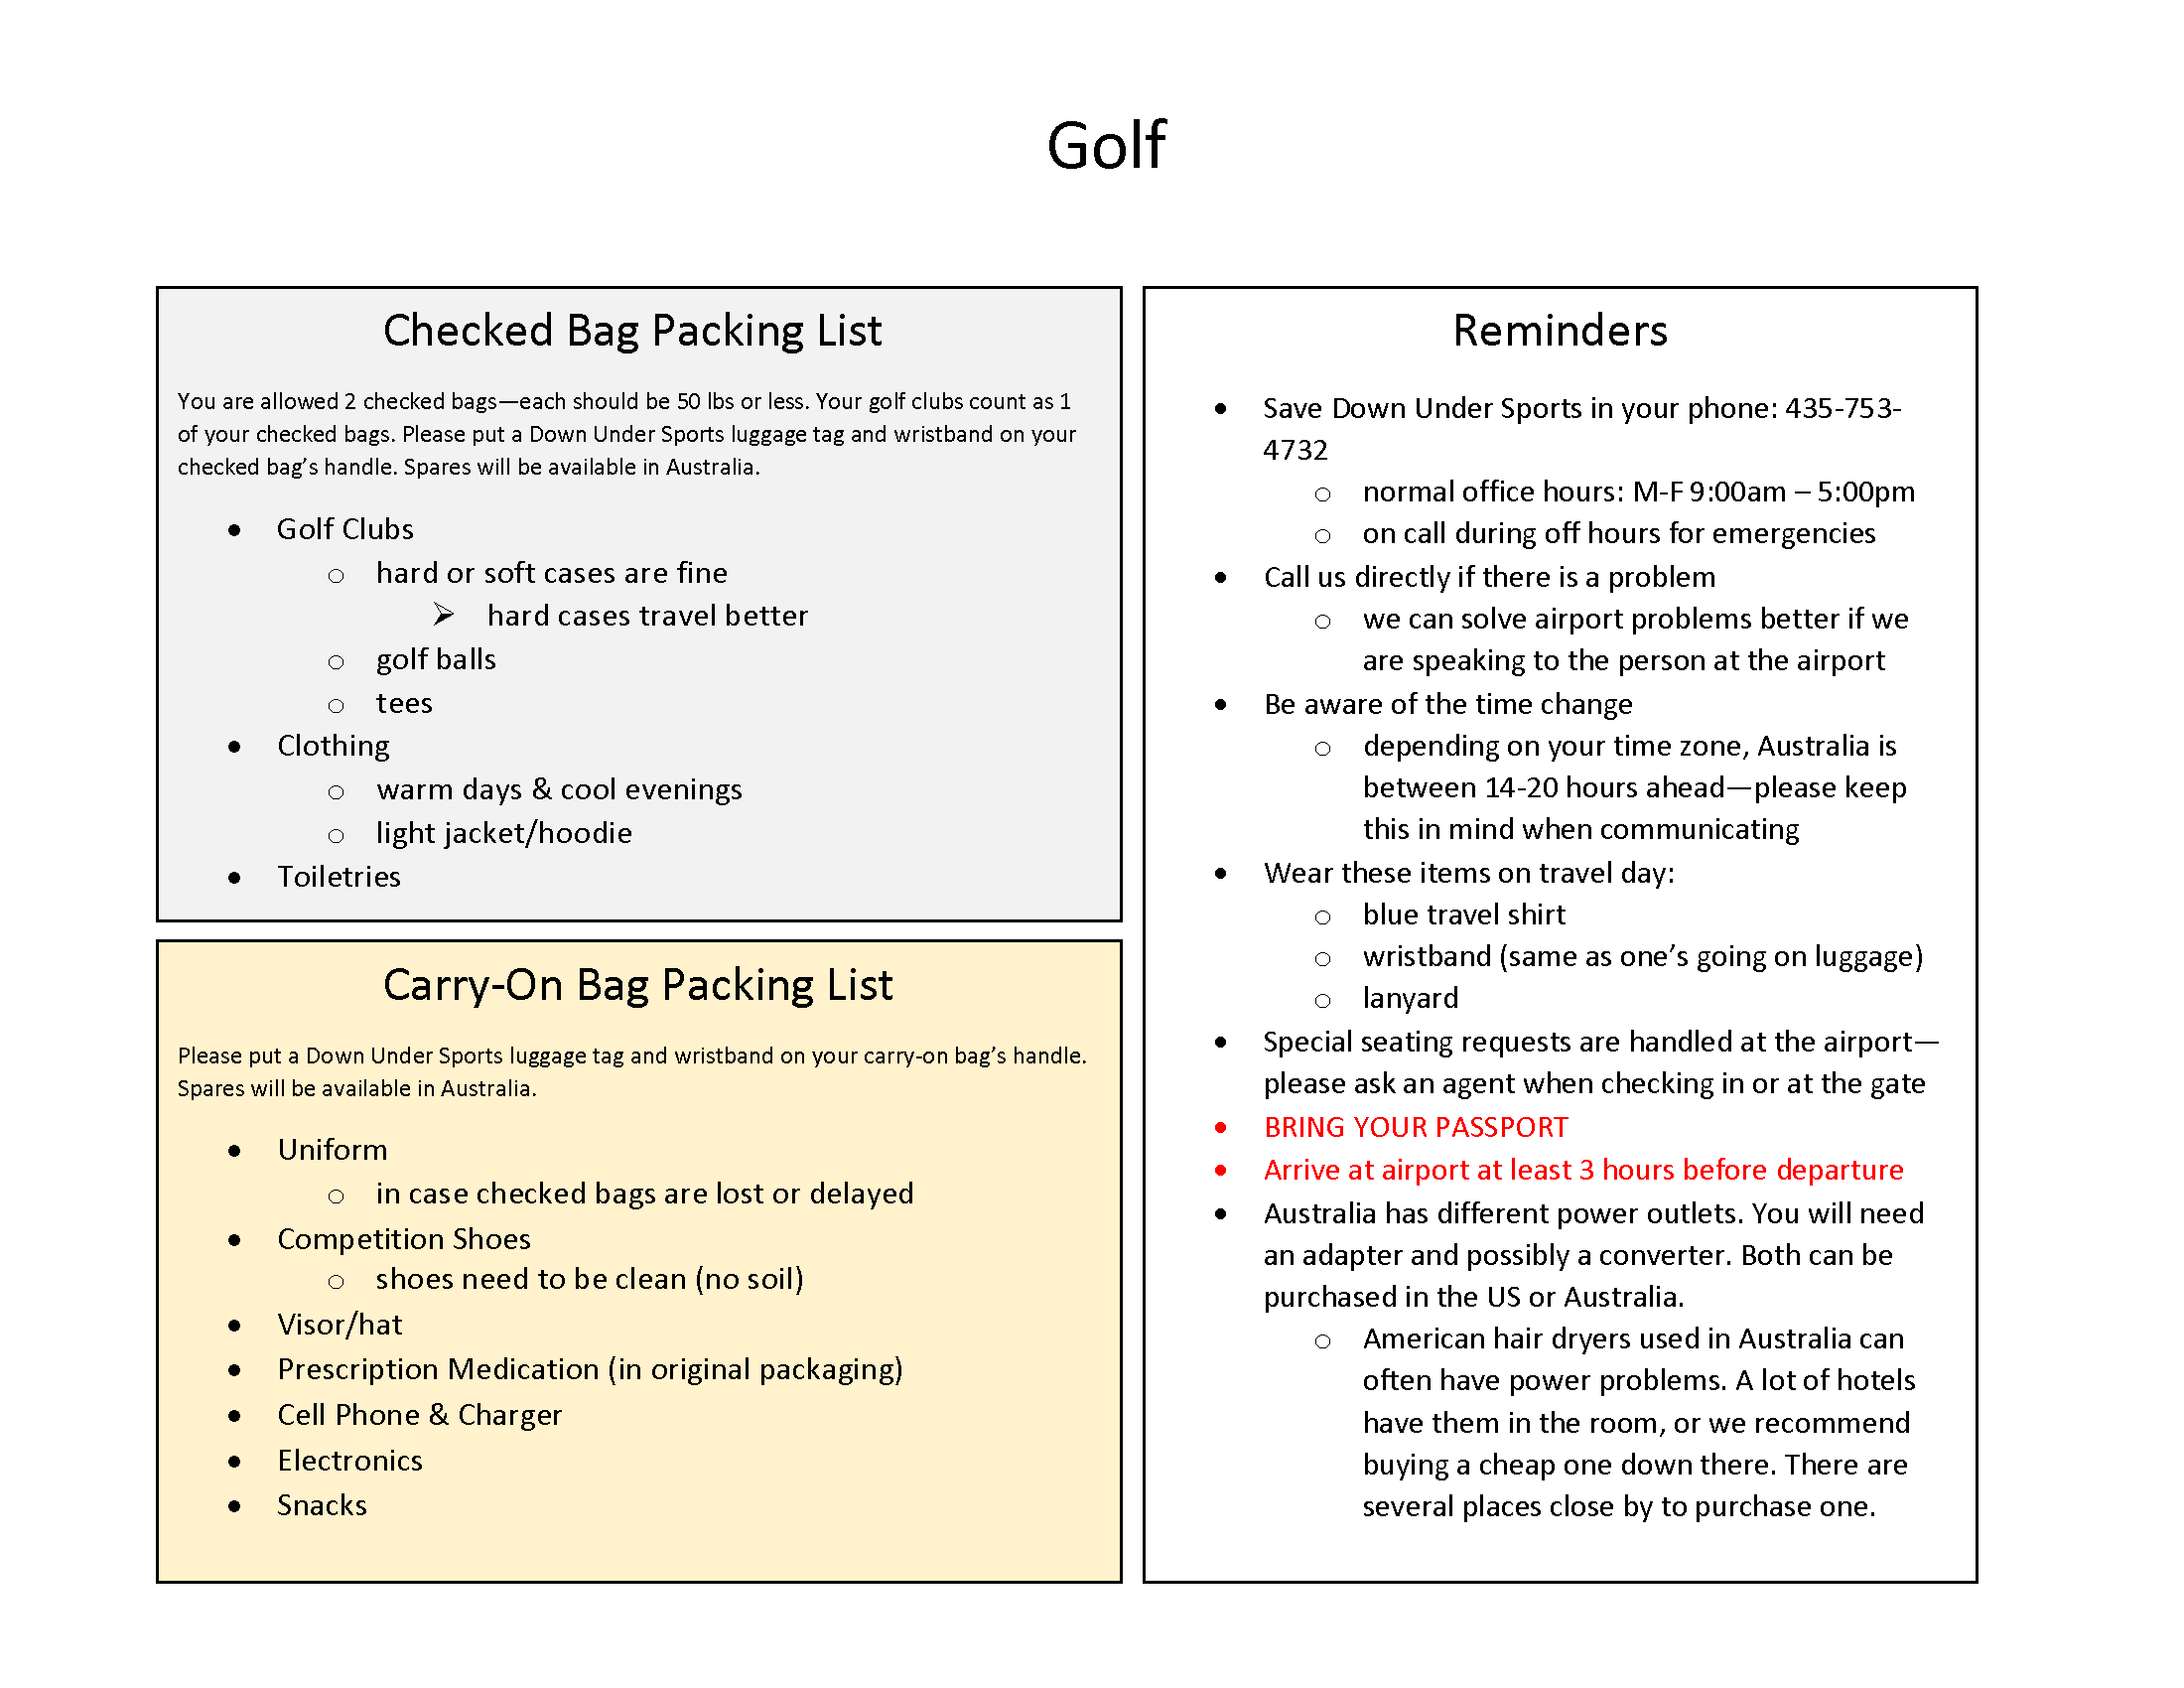 Golf
Checked Bag Packing List
You are allowed 2 checked bags—each should be 50 lbs or less. Your golf clubs count as 1
of your checked bags. Please put a Down Under Sports luggage tag and wristband on your
checked bag’s handle. Spares will be available in Australia.
• Golf Clubs
o hard or soft cases are fine
➢ hard cases travel better
o golf balls
o tees
• Clothing
o warm days & cool evenings
o light jacket/hoodie
• Toiletries
Carry-On Bag Packing List
Please put a Down Under Sports luggage tag and wristband on your carry-on bag’s handle.
Spares will be available in Australia.
• Uniform
o in case checked bags are lost or delayed
• Competition Shoes
o shoes need to be clean (no soil)
• Visor/hat
• Prescription Medication (in original packaging)
• Cell Phone & Charger
• Electronics
• Snacks
Reminders
• Save Down Under Sports in your phone: 435-753-
4732
o normal office hours: M-F 9:00am – 5:00pm
o on call during off hours for emergencies
• Call us directly if there is a problem
o we can solve airport problems better if we
are speaking to the person at the airport
• Be aware of the time change
o depending on your time zone, Australia is
between 14-20 hours ahead—please keep
this in mind when communicating
• Wear these items on travel day:
o blue travel shirt
o wristband (same as one’s going on luggage)
o lanyard
• Special seating requests are handled at the airport—
please ask an agent when checking in or at the gate
• BRING YOUR PASSPORT
• Arrive at airport at least 3 hours before departure
• Australia has different power outlets. You will need
an adapter and possibly a converter. Both can be
purchased in the US or Australia.
o American hair dryers used in Australia can
often have power problems. A lot of hotels
have them in the room, or we recommend
buying a cheap one down there. There are
several places close by to purchase one.